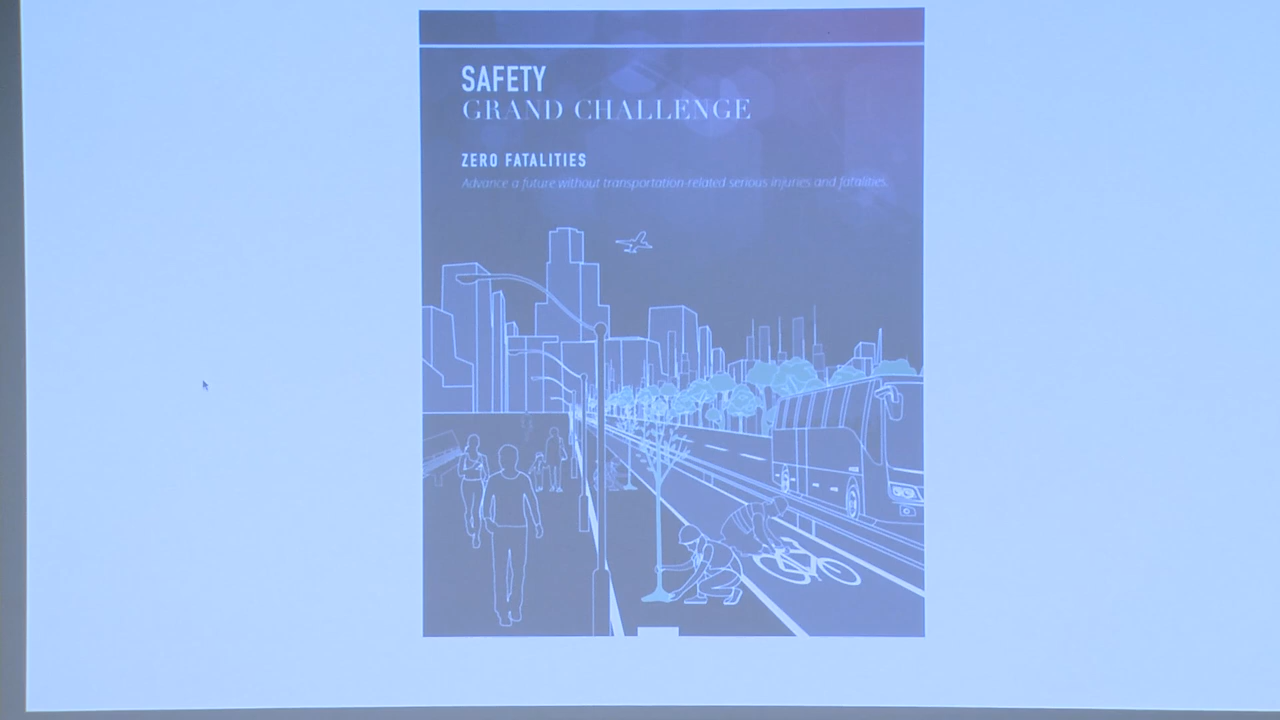 SAFETY
GRAND CHALLENGE
ZERO FATALITIES
Advance a future without transportation-related serious injuries and fatalities.